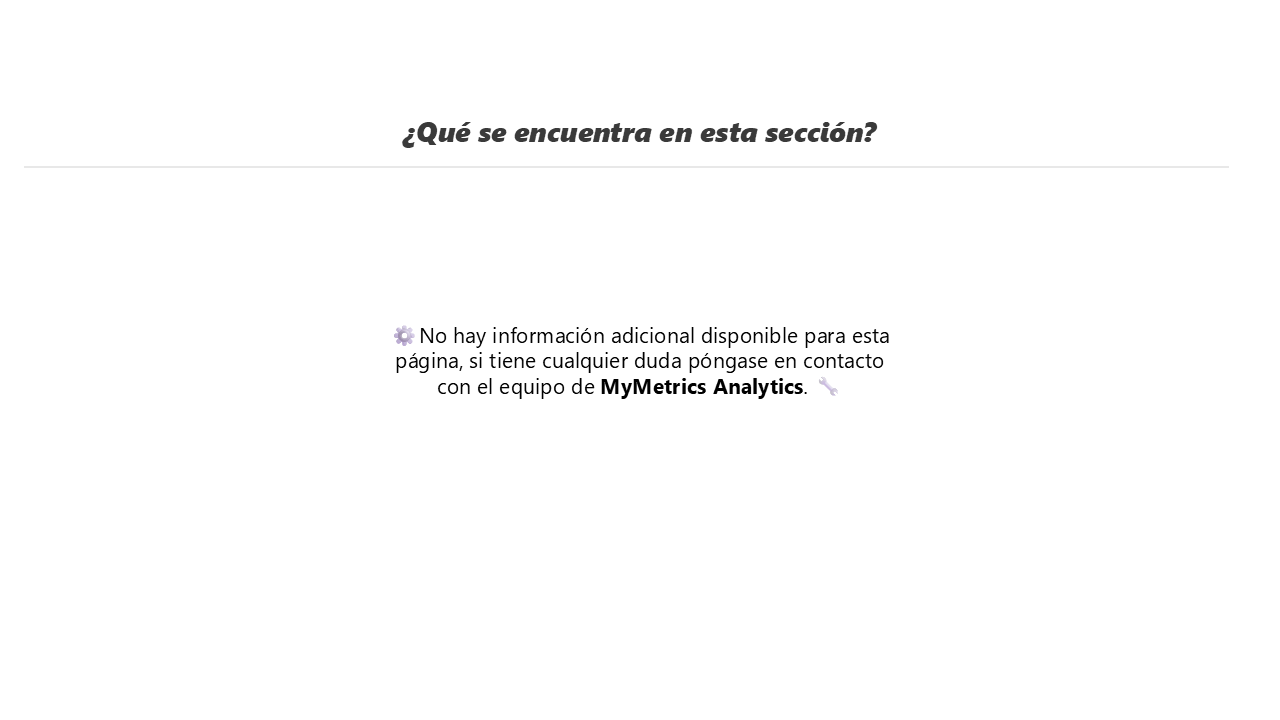 ¿Qué se encuentra en esta sección?
⚙️ No hay información adicional disponible para esta
página, si tiene cualquier duda póngase en contacto
con el equipo de MyMetrics Analytics. 🔧